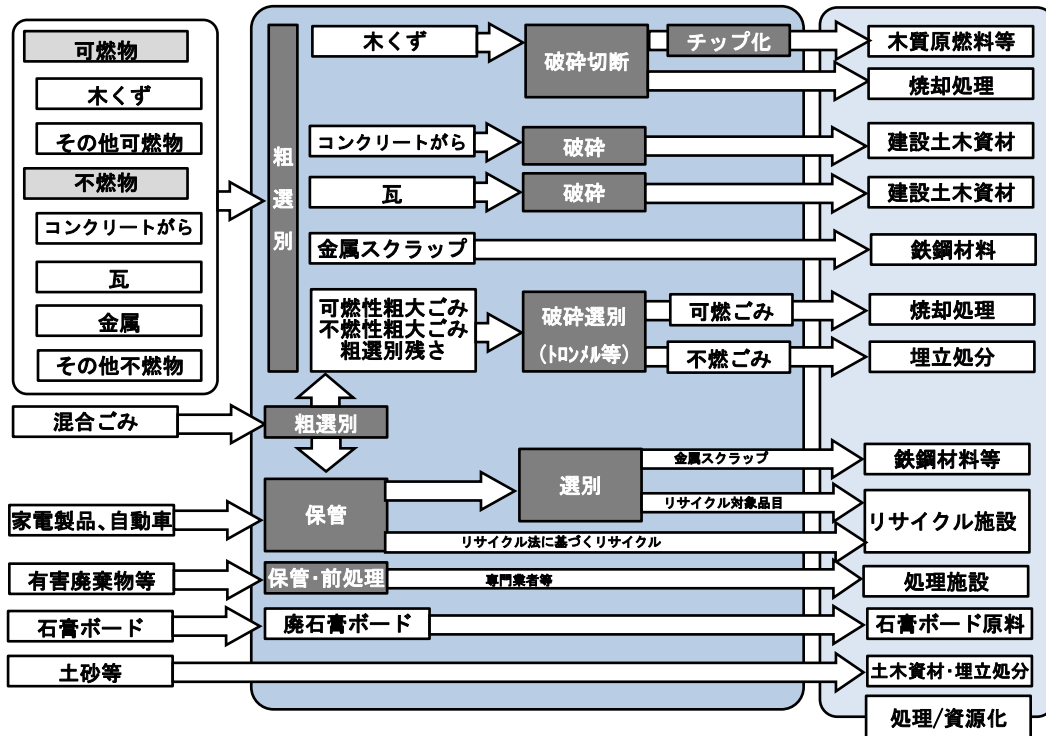 可燃物
木くず
その他可燃物
不燃物
コンクリートがら
瓦
金属
その他不燃物
混合ごみ
家電製品、自動車
有害廃棄物等
石膏ボード
土砂等
粗選別
木くず
破砕切断
チップ化
コンクリートがら
破砕
瓦
破砕
金属スクラップ
可燃性粗大ごみ
不燃性粗大ごみ
粗選別残さ
破砕選別
(トロンメル等)
可燃ごみ
不燃ごみ
粗選別
保管
選別
金属スクラップ
リサイクル対象品目
リサイクル法に基づくリサイクル
保管・前処理
専門業者等
廃石膏ボード
木質原燃料等
焼却処理
建設土木資材
建設土木資材
鉄鋼材料
焼却処理
埋立処分
鉄鋼材料等
リサイクル施設
処理施設
石膏ボード原料
土木資材・埋立処分
処理/資源化